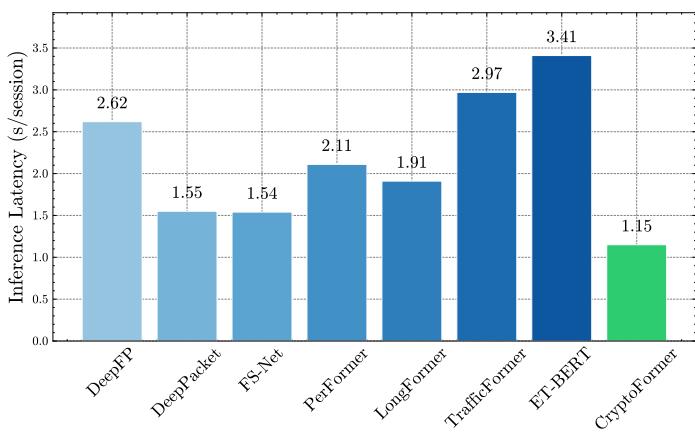 Inference Latency (s/session)
3.5
3.0
2.5
2.0
1.5
1.0
0.5
0.0
2.62
1.55
1.54
2.11
1.91
2.97
3.41
1.15
DeepFP
DeepPacket
FS-Net
PerFormer
LongFormer
TrafficFormer
ET-BERT
CryptoFormer